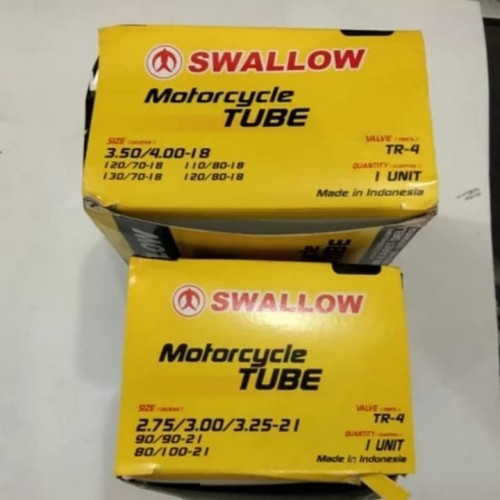 SWALLOW
Motorcycle
TUBE
SIZE
VALVE
3.50/4.00-18
TR-4
120/70-18 110/80-18
QUANTITY
130/70-18 120/80-18
1 UNIT
Made in Indonesia
SWALLOW
Motorcycle
TUBE
SIZE
VALVE
2.75/3.00/3.25-21
TR-4
90/90-21
QUANTITY
80/100-21
1 UNIT
Made in Indonesia